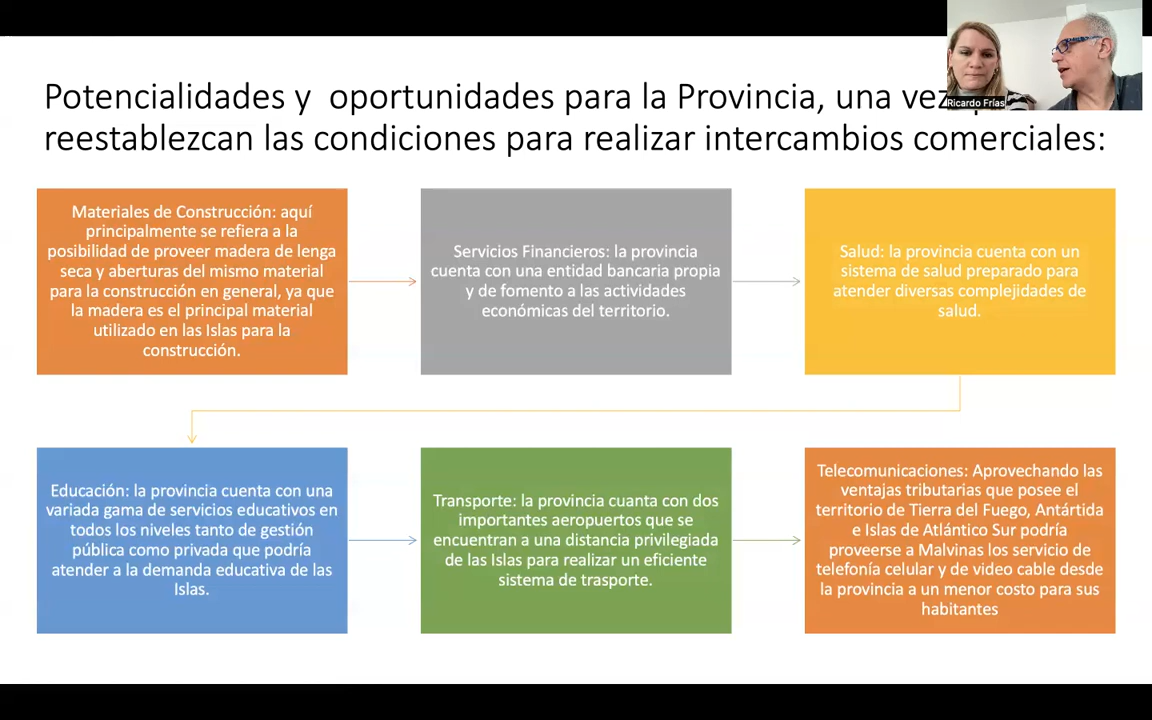 Potencialidades y  oportunidades para la Provincia, una vez
reestablezcan las condiciones para realizar intercambios comerciales:
Ricardo Frías
Materiales de Construcción: aquí
principalmente se refiera a la
posibilidad de proveer madera de lenga
seca y aberturas del mismo material
para la construcción en general, ya que
la madera es el principal material
utilizado en las Islas para la
construcción.
Servicios Financieros: la provincia
cuenta con una entidad bancaria propia
y de fomento a las actividades
económicas del territorio.
Salud: la provincia cuenta con un
sistema de salud preparado para
atender diversas complejidades de
salud.
Educación: la provincia cuenta con una
variada gama de servicios educativos en
todos los niveles tanto de gestión
pública como privada que podría
atender a la demanda educativa de las
Islas.
Transporte: la provincia cuanta con dos
importantes aeropuertos que se
encuentran a una distancia privilegiada
de las Islas para realizar un eficiente
sistema de trasporte.
Telecomunicaciones: Aprovechando las
ventajas tributarias que posee el
territorio de Tierra del Fuego, Antártida
e Islas de Atlántico Sur podría
proveerse a Malvinas los servicio de
telefonía celular y de video cable desde
la provincia a un menor costo para sus
habitantes